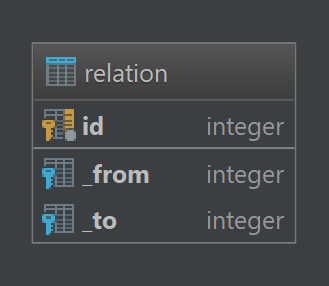 relation
id integer
_from integer
_to integer